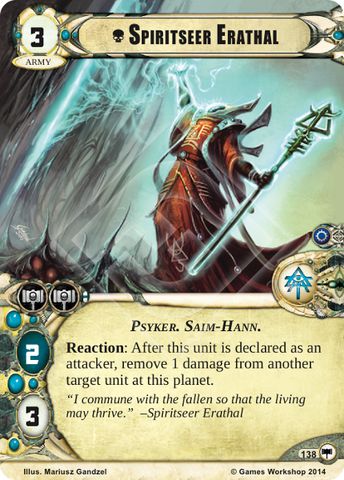 3
ARMY
Spiritseer Erathal
Psyker. Saim-Hann.
2
Reaction: After this unit is declared as an
attacker, remove 1 damage from another
target unit at this planet.
3
“I commune with the fallen so that the living
may thrive.” –Spiritseer Erathal
138
Illus. Mariusz Gandzel
© Games Workshop 2014